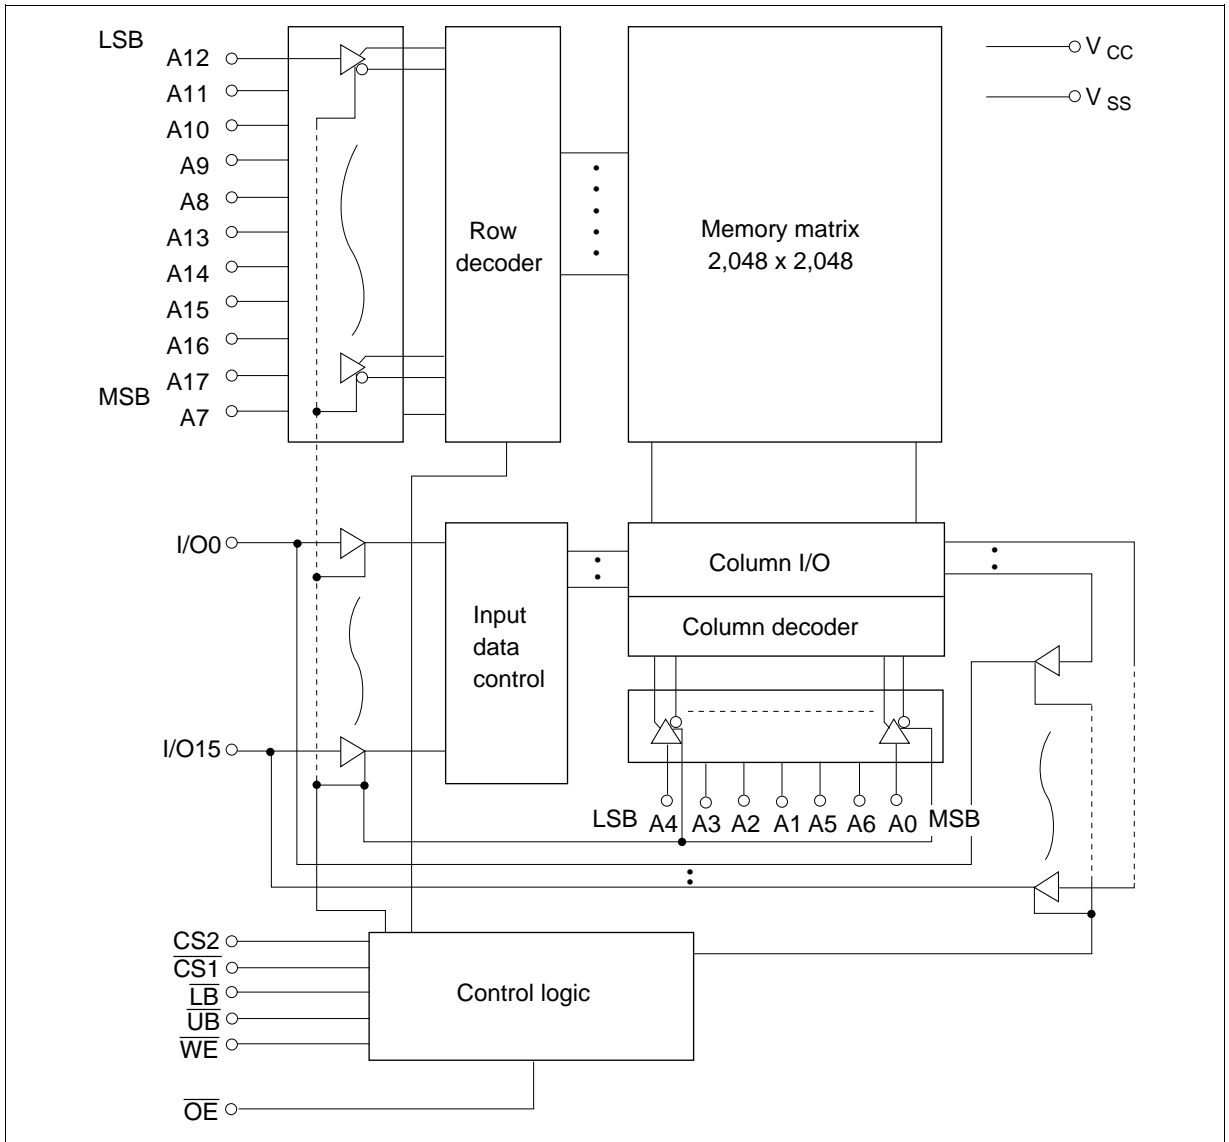 LSB
A12
A11
A10
A9
A8
A13
A14
A15
A16
A17
MSB
A7
Row
decoder
Memory matrix
2,048 x 2,048
V CC
V SS
I/O0
I/O15
Input
data
control
Column I/O
Column decoder
LSB A4 A3 A2 A1 A5 A6 A0 MSB
CS2
CS1
LB
UB
WE
OE
Control logic